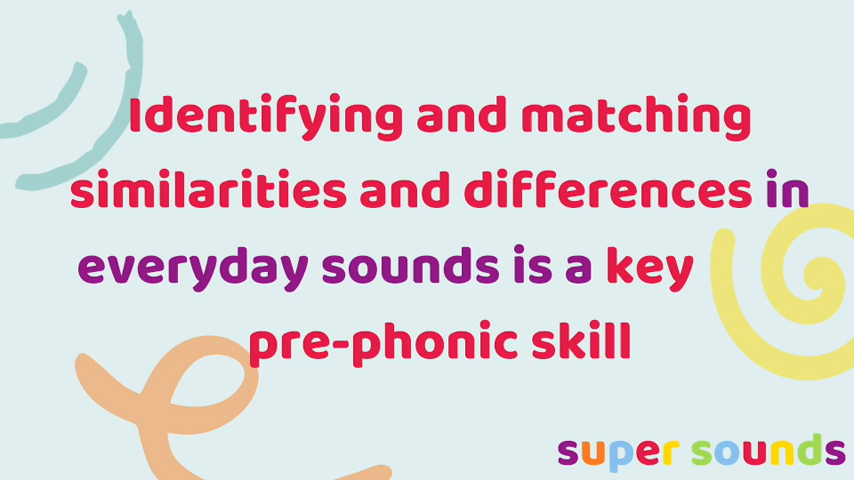 Identifying and matching
similarities and differences in
everyday sounds is a key
pre-phonic skill
super sounds